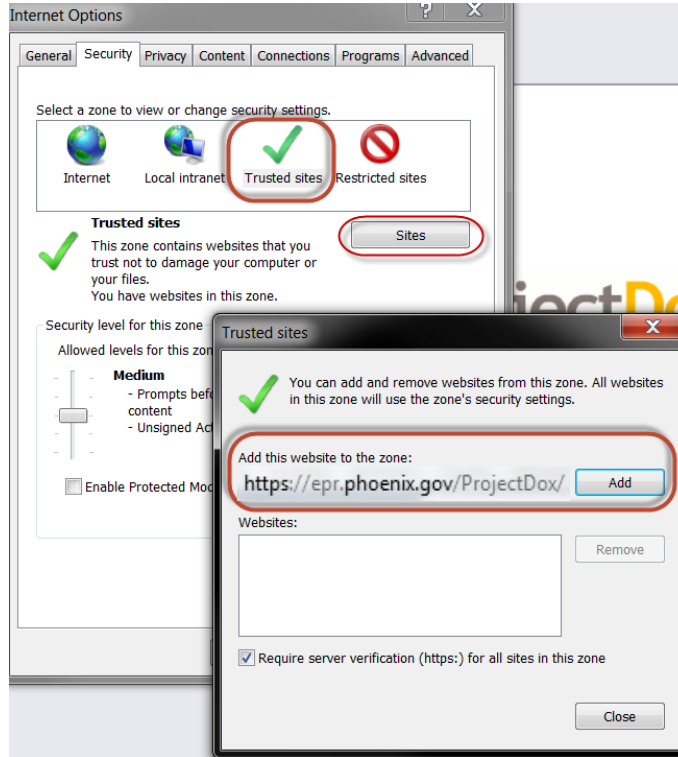 Internet Options
General Security Privacy Content Connections Programs Advanced
Select a zone to view or change security settings.
Internet Local intranet Trusted sites Restricted sites
Trusted sites
Sites
This zone contains websites that you
trust not to damage your computer or
your files.
You have websites in this zone.
Security level for this zone
Allowed levels for this
Medium
- Prompts
content
- Unsigned
Enable Protected
Trusted sites
You can add and remove websites from this zone. All websites
in this zone will use the zone's security settings.
Add this website to the zone:
https://epr.phoenix.gov/ProjectDox/ Add
Websites:
Remove
Require server verification (https:) for all sites in this zone
Close